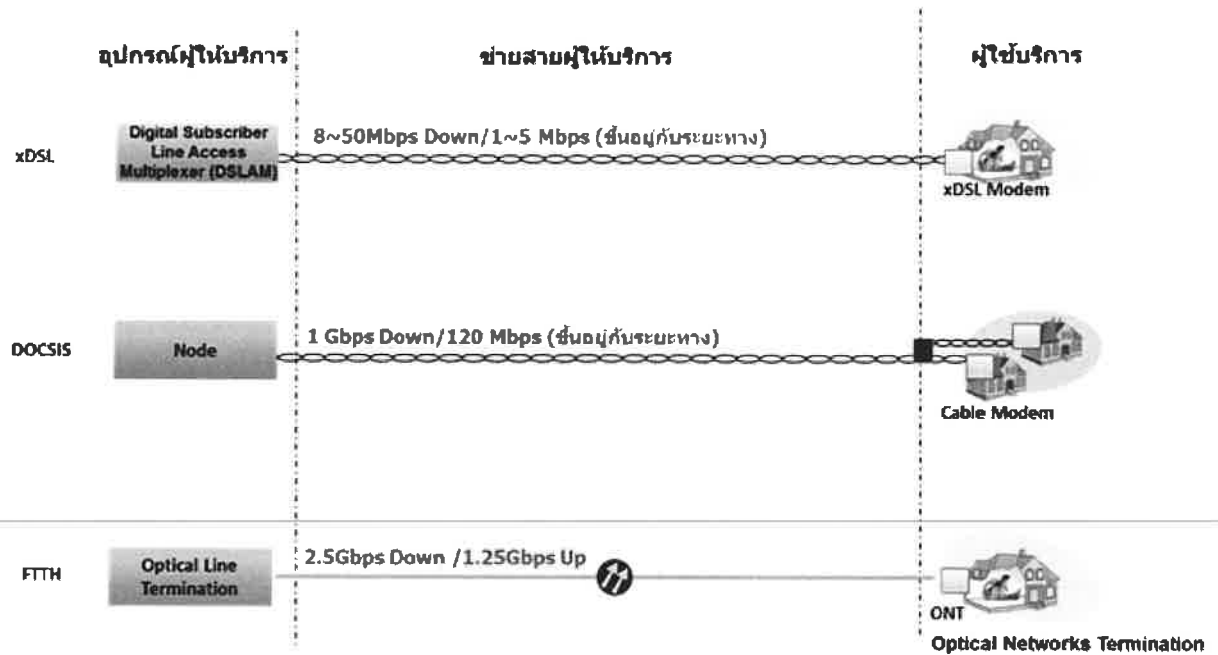 อุปกรณ์ผู้ให้บริการ
ข่ายสายผู้ให้บริการ
ผู้ใช้บริการ
xDSL
Digital Subscriber
Line Access
Multiplexer (DSLAM)
8~50Mbps Down/1~5 Mbps (ขึ้นอยู่กับระยะทาง)
xDSL Modem
DOCSIS
Node
1 Gbps Down/120 Mbps (ขึ้นอยู่กับระยะทาง)
Cable Modem
FTTH
Optical Line
Termination
2.5Gbps Down /1.25Gbps Up
ONT
Optical Networks Termination